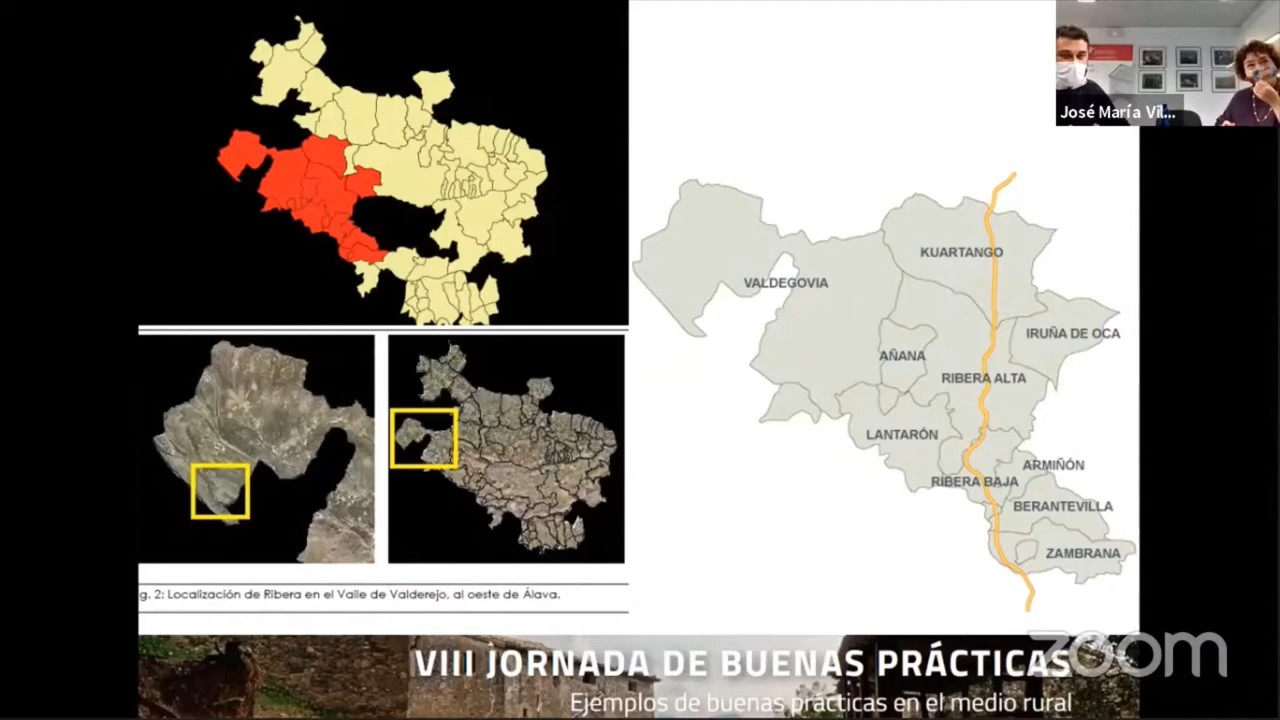 José María Vil...
KUARTANGO
VALDEGOVIA
IRUÑA DE OCA
AÑANA
RIBERA ALTA
LANTARÓN
ARMIÑÓN
RIBERA BAJA
BERANTEVILLA
ZAMBRANA
g. 2: Localización de Ribera en el Valle de Valderejo, al oeste de Álava.
VIII JORNADA DE BUENAS PRÁCTICAS
zoom
Ejemplos de buenas prácticas en el medio rural